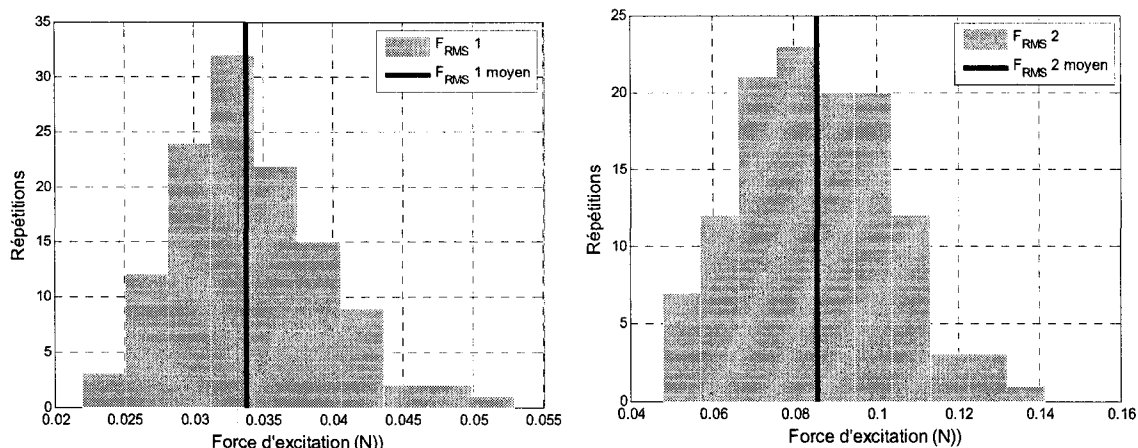 35
30
25
20
15
10
5
0
Répétitions
F_RMS 1
F_RMS 1 moyen
0.02 0.025 0.03 0.035 0.04 0.045 0.05 0.055
Force d'excitation (N))
25
20
15
10
5
0
Répétitions
F_RMS 2
F_RMS 2 moyen
0.04 0.06 0.08 0.1 0.12 0.14 0.16
Force d'excitation (N))